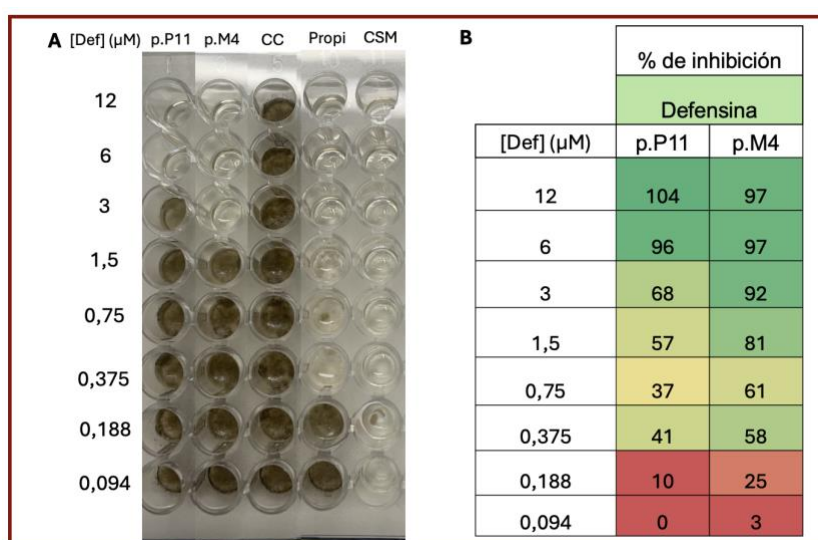 A [Def] (µM) p.P11 p.M4 CC Propi CSM
12
6
3
1,5
0,75
0,375
0,188
0,094
B
% de inhibición
Defensina
[Def] (µM) p.P11 p.M4
12 104 97
6 96 97
3 68 92
1,5 57 81
0,75 37 61
0,375 41 58
0,188 10 25
0,094 0 3